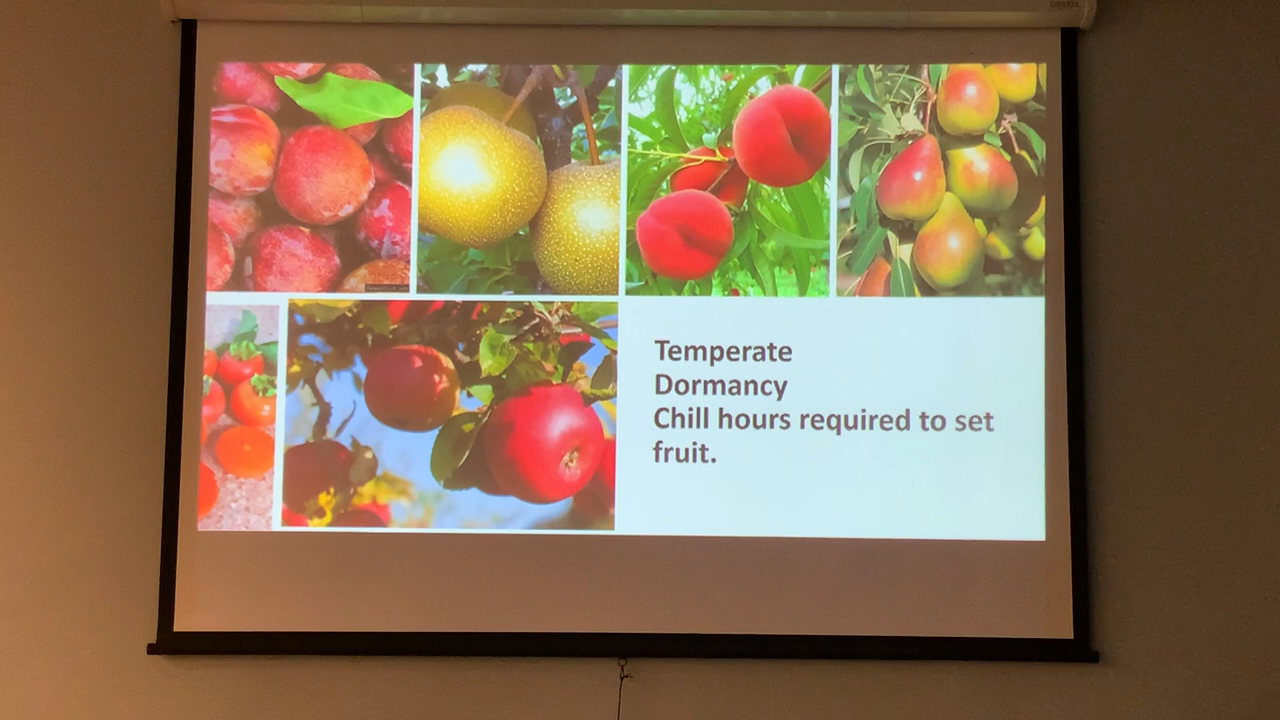 Temperate
Dormancy
Chill hours required to set
fruit.